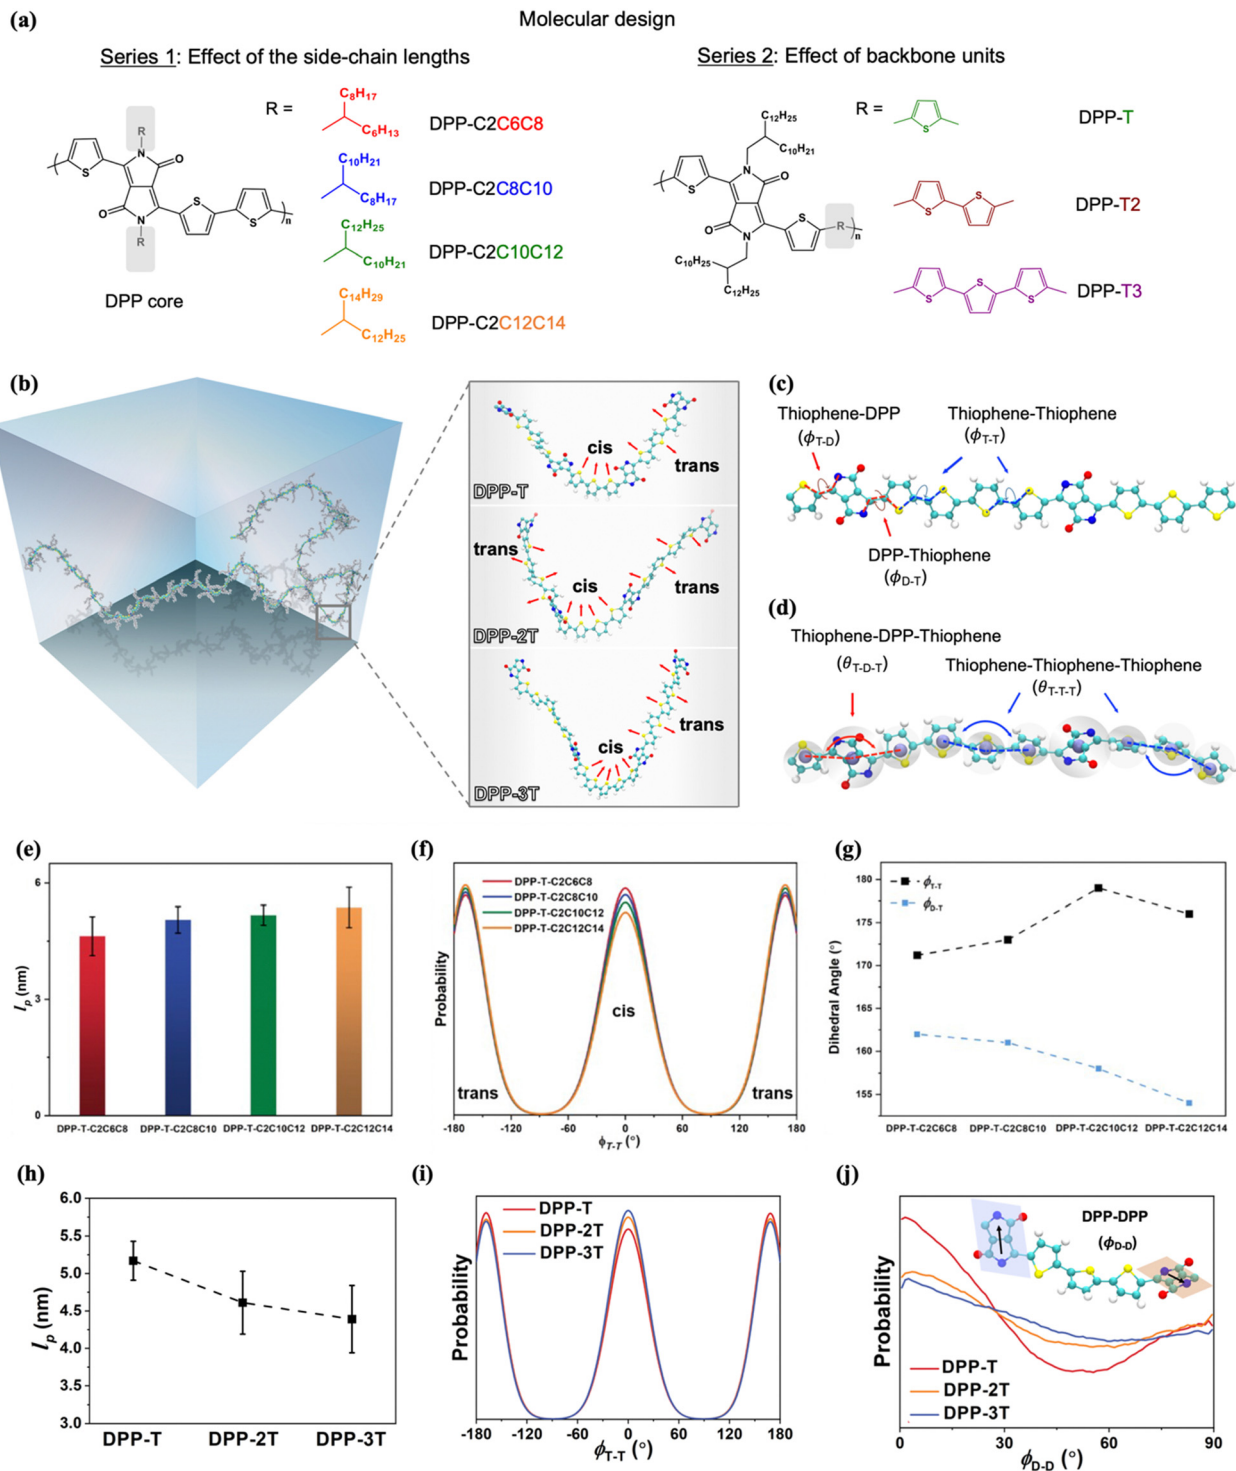 (a)
Molecular design
Series 1: Effect of the side-chain lengths
Series 2: Effect of backbone units
R =
C8H17
C6H13
DPP-C2C6C8
C10H21
C8H17
DPP-C2C8C10
C12H25
C10H21
DPP-C2C10C12
C14H29
C12H25
DPP-C2C12C14
R
N
O
S
S
S
n
O
N
R
DPP core
C12H25
C10H21
N
O
S
S
R
n
O
N
C10H25
C12H25
R =
S
DPP-T
S
S
DPP-T2
S
S
S
DPP-T3
(b)
cis
trans
DPP-T
trans
cis
trans
DPP-2T
cis
trans
DPP-3T
(c)
Thiophene-DPP
(ϕT-D)
Thiophene-Thiophene
(ϕT-T)
DPP-Thiophene
(ϕD-T)
(d)
Thiophene-DPP-Thiophene
(θT-D-T)
Thiophene-Thiophene-Thiophene
(θT-T-T)
(e)
lp (nm)
6
3
0
DPP-T-C2C6C8 DPP-T-C2C8C10 DPP-T-C2C10C12 DPP-T-C2C12C14
(f)
Probability
DPP-T-C2C6C8
DPP-T-C2C8C10
DPP-T-C2C10C12
DPP-T-C2C12C14
cis
trans
trans
-180 -120 -60 0 60 120 180
ϕT-T (°)
(g)
Dihedral Angle (°)
180
175
170
165
160
155
ϕT-T
ϕD-T
DPP-T-C2C6C8 DPP-T-C2C8C10 DPP-T-C2C10C12 DPP-T-C2C12C14
(h)
lp (nm)
6.0
5.5
5.0
4.5
4.0
3.5
3.0
DPP-T DPP-2T DPP-3T
(i)
Probability
DPP-T
DPP-2T
DPP-3T
-180 -120 -60 0 60 120 180
ϕT-T (°)
(j)
Probability
DPP-DPP
(ϕD-D)
DPP-T
DPP-2T
DPP-3T
0 30 60 90
ϕD-D (°)